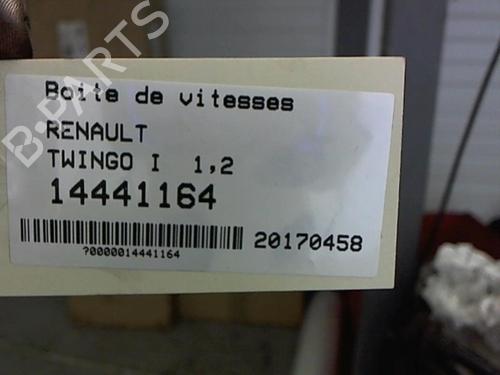 Boite de vitesses
RENAULT
TWINGO I 1,2
14441164
20170458
?0000014441164
B-PARTS